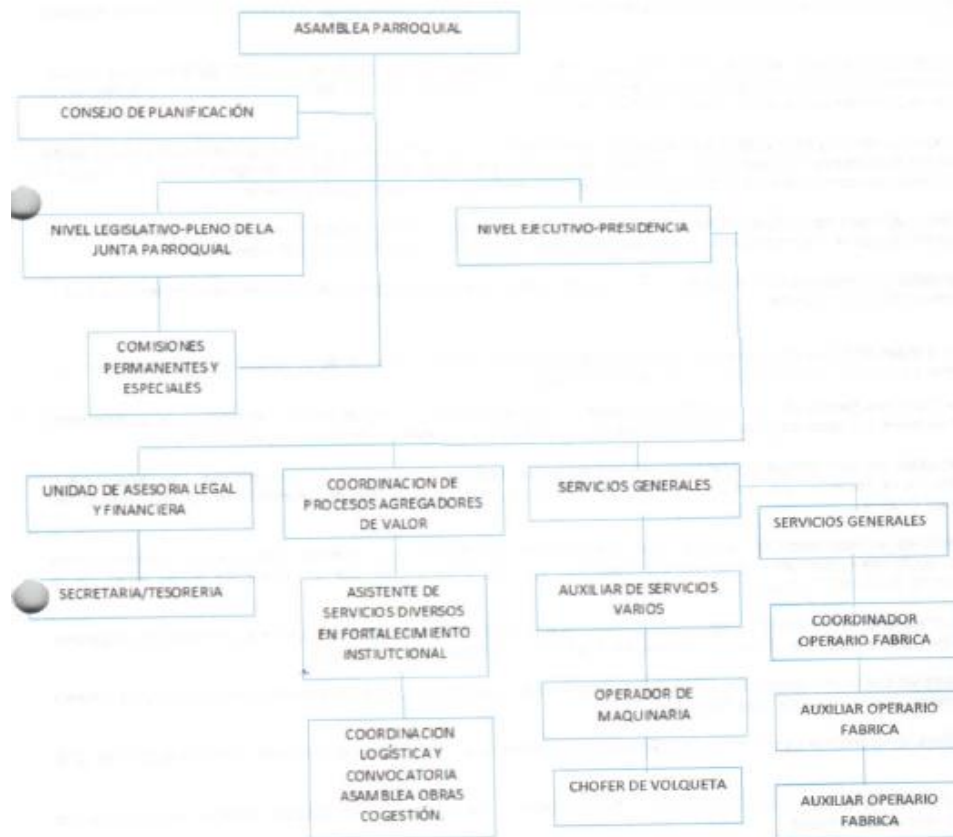 ASAMBLEA PARROQUIAL
CONSEJO DE PLANIFICACIÓN
NIVEL LEGISLATIVO-PLENO DE LA
JUNTA PARROQUIAL
NIVEL EJECUTIVO-PRESIDENCIA
COMISIONES
PERMANENTES Y
ESPECIALES
UNIDAD DE ASESORIA LEGAL
Y FINANCIERA
SECRETARIA/TESORERIA
COORDINACION DE
PROCESOS AGREGADORES
DE VALOR
ASISTENTE DE
SERVICIOS DIVERSOS
EN FORTALECIMIENTO
INSTIUTCIONAL
COORDINACION
LOGÍSTICA Y
CONVOCATORIA
ASAMBLEA OBRAS
COGESTIÓN.
SERVICIOS GENERALES
AUXILIAR DE SERVICIOS
VARIOS
OPERADOR DE
MAQUINARIA
CHOFER DE VOLQUETA
SERVICIOS GENERALES
COORDINADOR
OPERARIO FABRICA
AUXILIAR OPERARIO
FABRICA
AUXILIAR OPERARIO
FABRICA